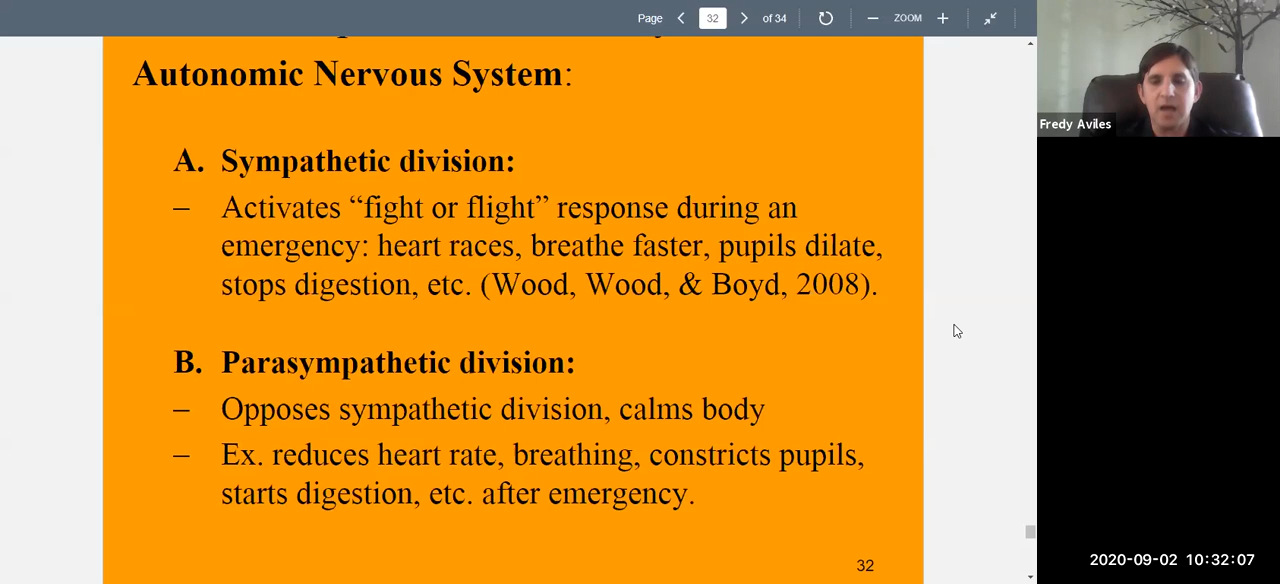 Page 32 of 34 ZOOM
Fredy Aviles
Autonomic Nervous System:
A. Sympathetic division:
– Activates “fight or flight” response during an
emergency: heart races, breathe faster, pupils dilate,
stops digestion, etc. (Wood, Wood, & Boyd, 2008).
B. Parasympathetic division:
– Opposes sympathetic division, calms body
– Ex. reduces heart rate, breathing, constricts pupils,
starts digestion, etc. after emergency.
32
2020-09-02 10:32:07